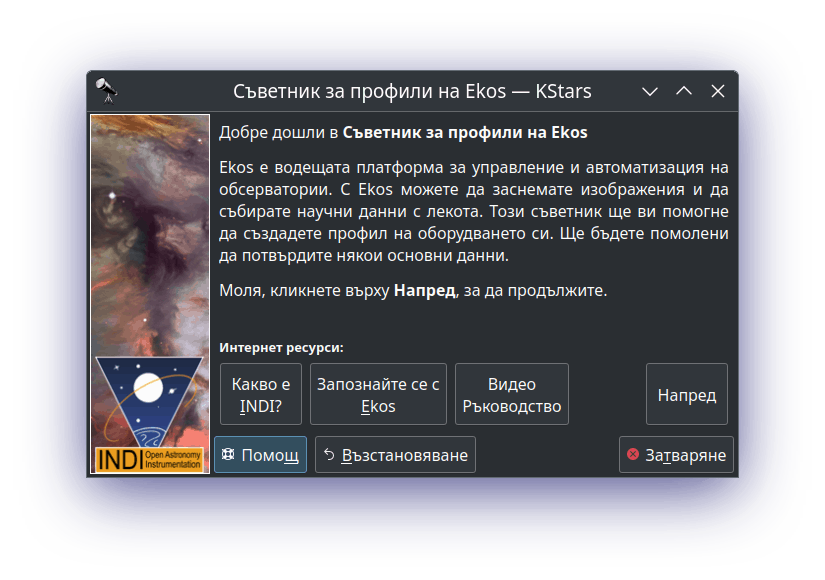 Съветник за профили на Ekos — KStars
Добре дошли в Съветник за профили на Ekos
Ekos е водещата платформа за управление и автоматизация на
обсерватории. С Ekos можете да заснемате изображения и да
събирате научни данни с лекота. Този съветник ще ви помогне
да създадете профил на оборудването си. Ще бъдете помолени
да потвърдите някои основни данни.
Моля, кликнете върху Напред, за да продължите.
Интернет ресурси:
Какво е
INDI?
Запознайте се с
Ekos
Видео
Ръководство
Напред
INDI
Open Astronomy
Instrumentation
Помощ
Възстановяване
Затваряне